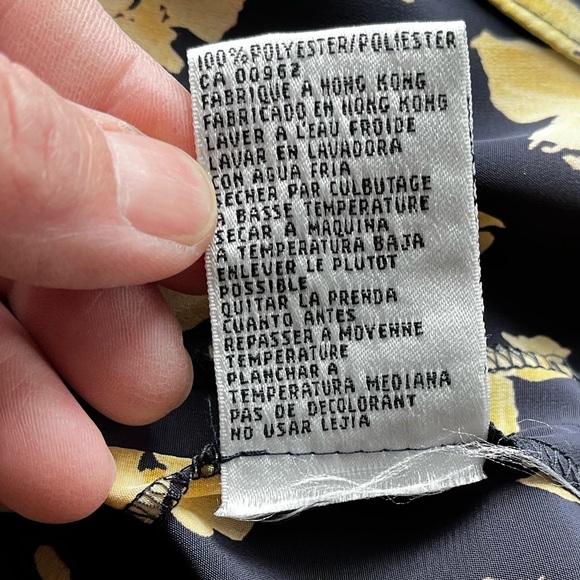 100% POLYESTER/POLIESTER
CA 00962
FABRIQUE A HONG KONG
FABRICADO EN HONG KONG
LAVER A LEAU FROIDE
LAVAR EN LAVADORA
CON AGUA FRIA
SECHER PAR CULBUTAGE
A BASSE TEMPERATURE
SECAR A MAQUINA
A TEMPERATURA BAJA
ENLEVER LE PLUTOT
POSSIBLE
QUITAR LA PRENDA
CUANTO ANTES
REPASSER A MOYENNE
TEMPERATURE
PLANCHAR A
TEMPERATURA MEDIANA
PAS DE DECOLORANT
NO USAR LEJIA